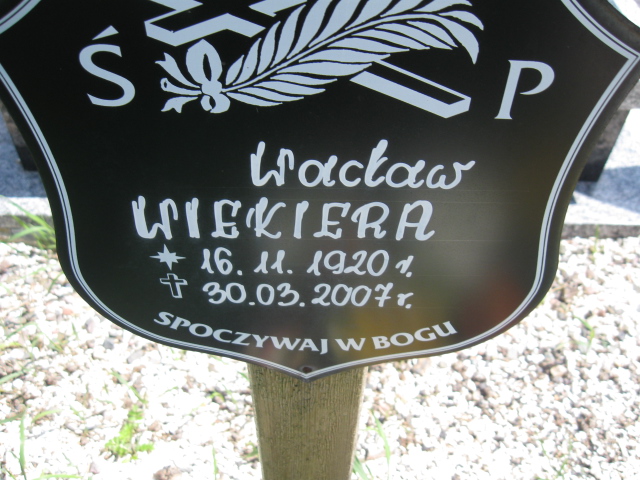 Ś P
Wacław
WIEKIERA
16. 11. 1920 r.
30.03. 2007 r.
SPOCZYWAJ W BOGU